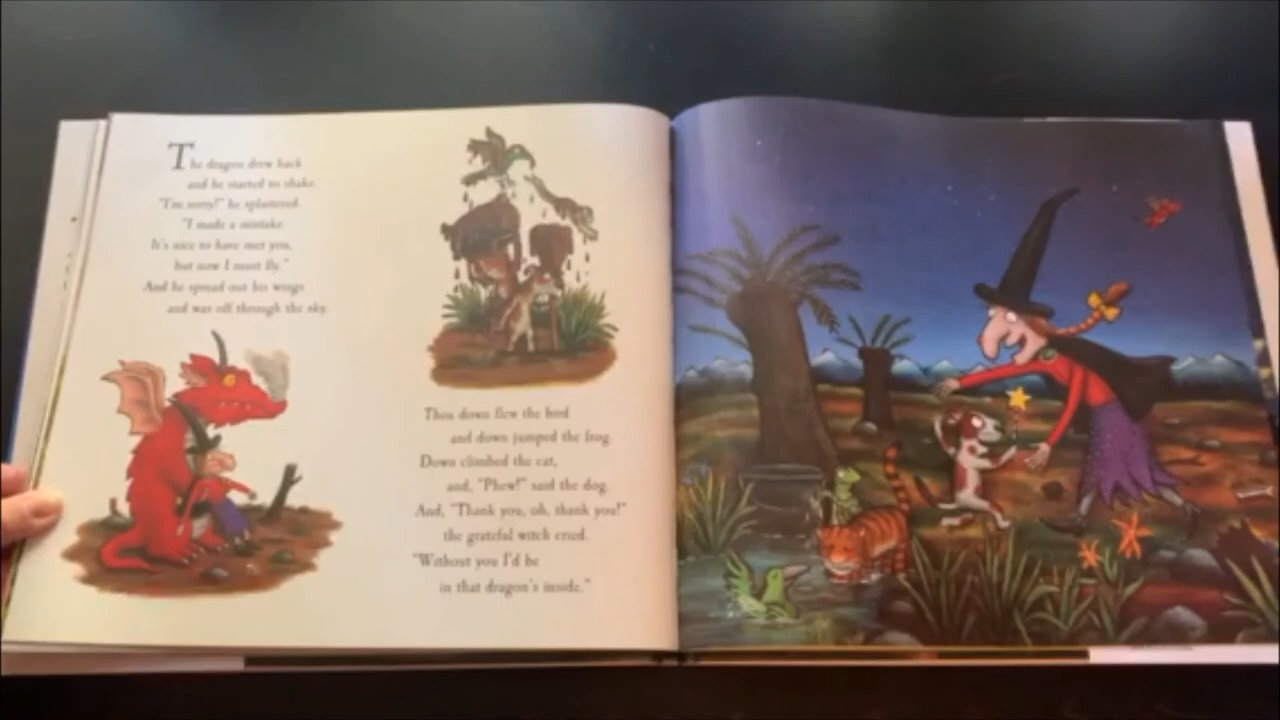 The dragon drew back
and he started to shake.
"I'm sorry!" he spluttered.
"I made a mistake.
It's nice to have met you,
but now I must fly."
And he spread out his wings
and was off through the sky.
Then down flew the bird
and down jumped the frog.
Down climbed the cat,
and, "Phew!" said the dog.
And, "Thank you, oh, thank you!"
the grateful witch cried.
"Without you I'd be
in that dragon's inside."